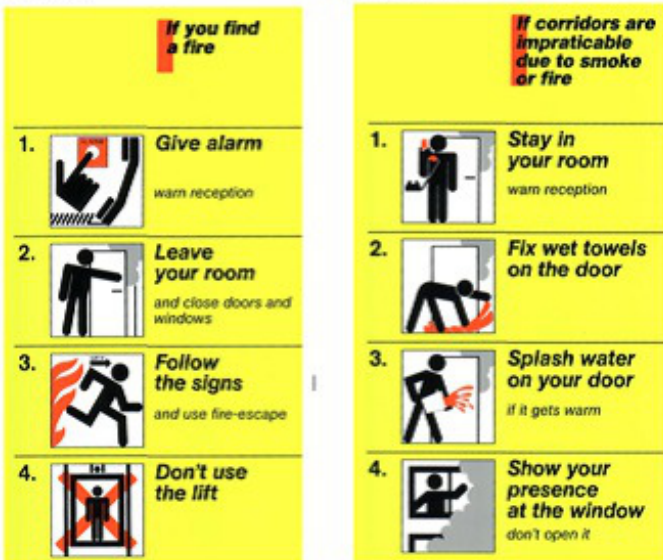 If you find
a fire
1. Give alarm
warn reception
2. Leave
your room
and close doors and
windows
3. Follow
the signs
and use fire-escape
4. Don't use
the lift
If corridors are
impraticable
due to smoke
or fire
1. Stay in
your room
warn reception
2. Fix wet towels
on the door
3. Splash water
on your door
if it gets warm
4. Show your
presence
at the window
don't open it